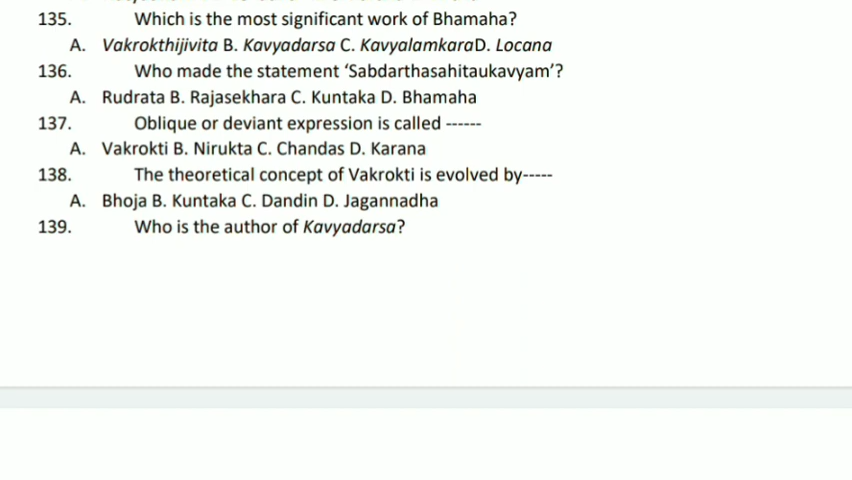 135. Which is the most significant work of Bhamaha?
A. Vakrokthijivita B. Kavyadarsa C. KavyalamkaraD. Locana
136. Who made the statement ‘Sabdarthasahitaukavyam’?
A. Rudrata B. Rajasekhara C. Kuntaka D. Bhamaha
137. Oblique or deviant expression is called ------
A. Vakrokti B. Nirukta C. Chandas D. Karana
138. The theoretical concept of Vakrokti is evolved by-----
A. Bhoja B. Kuntaka C. Dandin D. Jagannadha
139. Who is the author of Kavyadarsa?